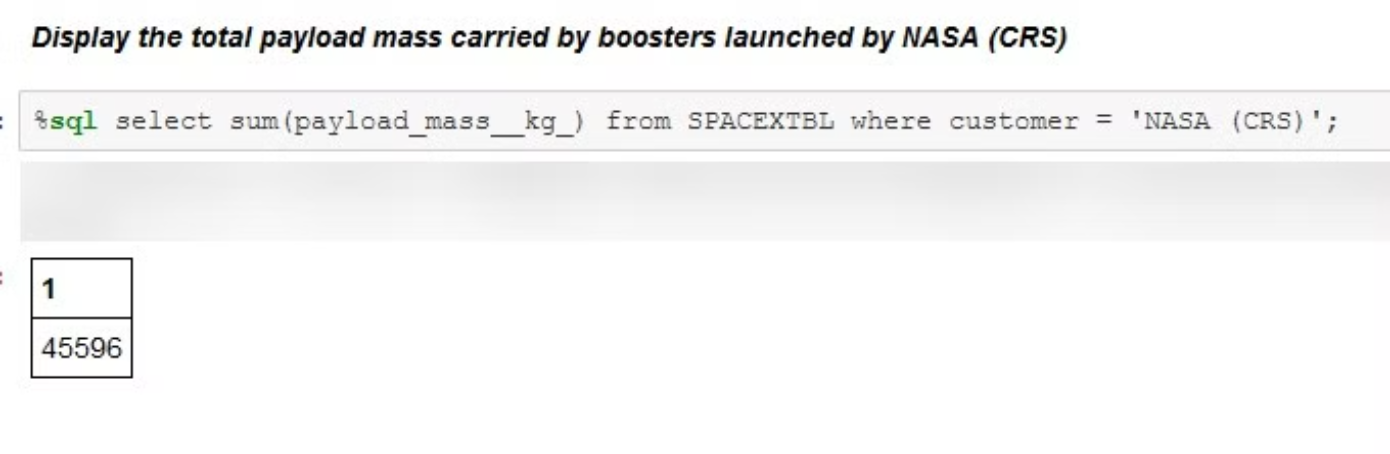 Display the total payload mass carried by boosters launched by NASA (CRS)
%sql select sum(payload_mass__kg_) from SPACEXTBL where customer = 'NASA (CRS)';
1
45596